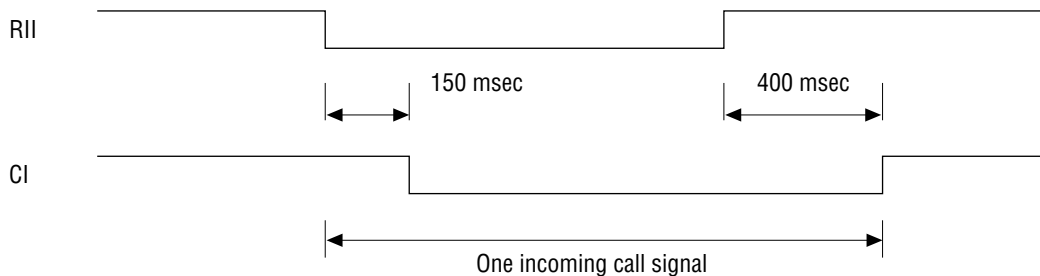 RII
150 msec
400 msec
CI
One incoming call signal